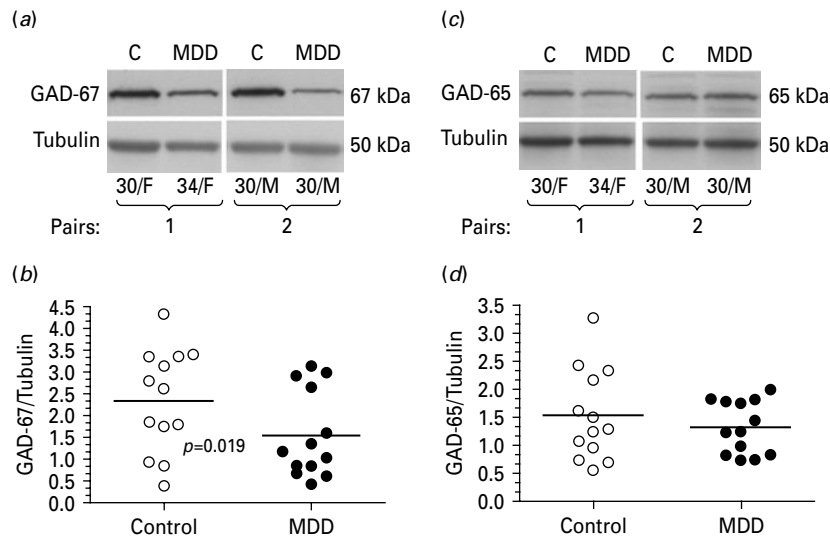 (a)
C MDD C MDD
GAD-67 67 kDa
Tubulin 50 kDa
30/F 34/F 30/M 30/M
Pairs: 1 2
(c)
C MDD C MDD
GAD-65 65 kDa
Tubulin 50 kDa
30/F 34/F 30/M 30/M
Pairs: 1 2
(b)
GAD-67/Tubulin
4.5
4.0
3.5
3.0
2.5
2.0
1.5
1.0
0.5
0.0
p=0.019
Control MDD
(d)
GAD-65/Tubulin
3.5
3.0
2.5
2.0
1.5
1.0
0.5
0.0
Control MDD